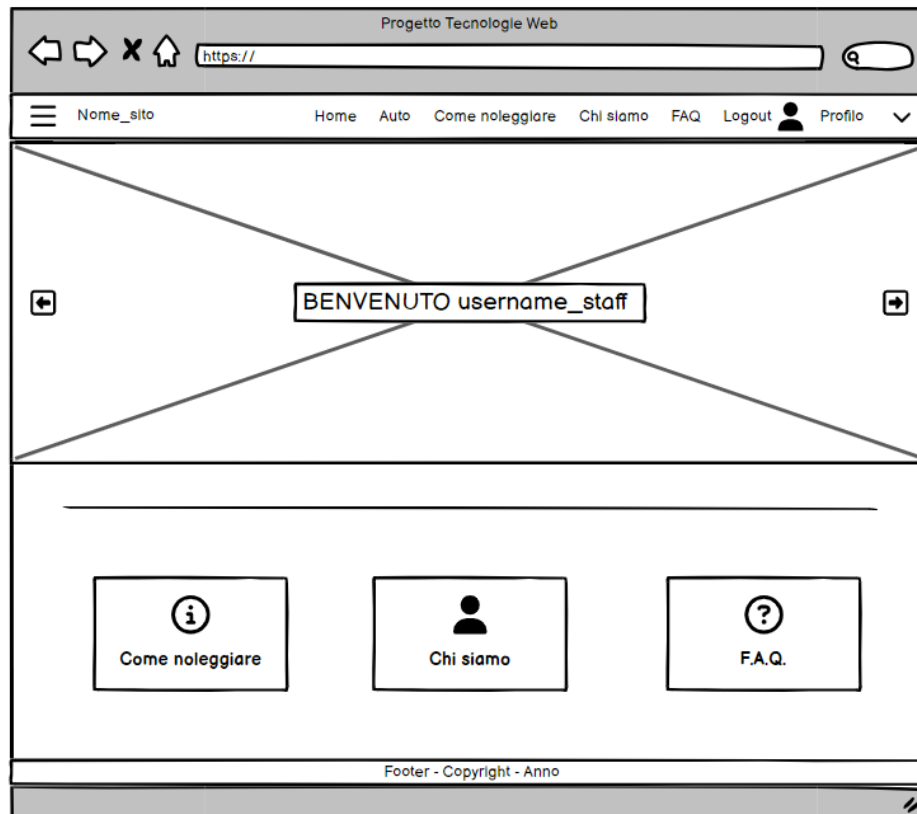 Progetto Tecnologie Web
https://
Nome_sito Home Auto Come noleggiare Chi siamo FAQ Logout Profilo
BENVENUTO username_staff
Come noleggiare Chi siamo F.A.Q.
Footer - Copyright - Anno